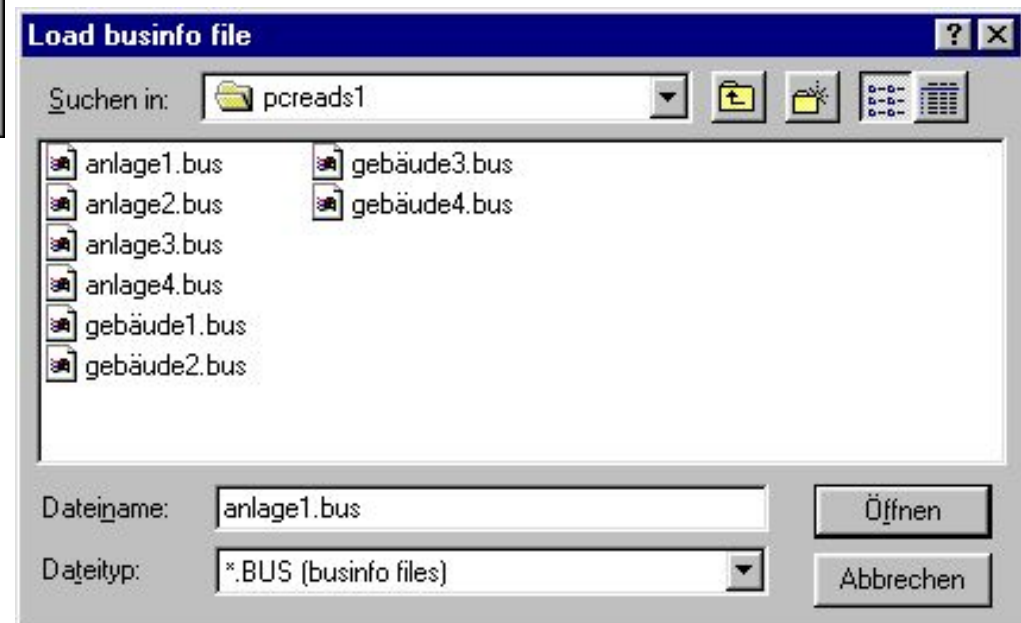 Load businfo file
Suchen in: pcreads1
anlage1.bus
anlage2.bus
anlage3.bus
anlage4.bus
gebäude1.bus
gebäude2.bus
gebäude3.bus
gebäude4.bus
Dateiname: anlage1.bus Öffnen
Dateityp: *.BUS (businfo files) Abbrechen